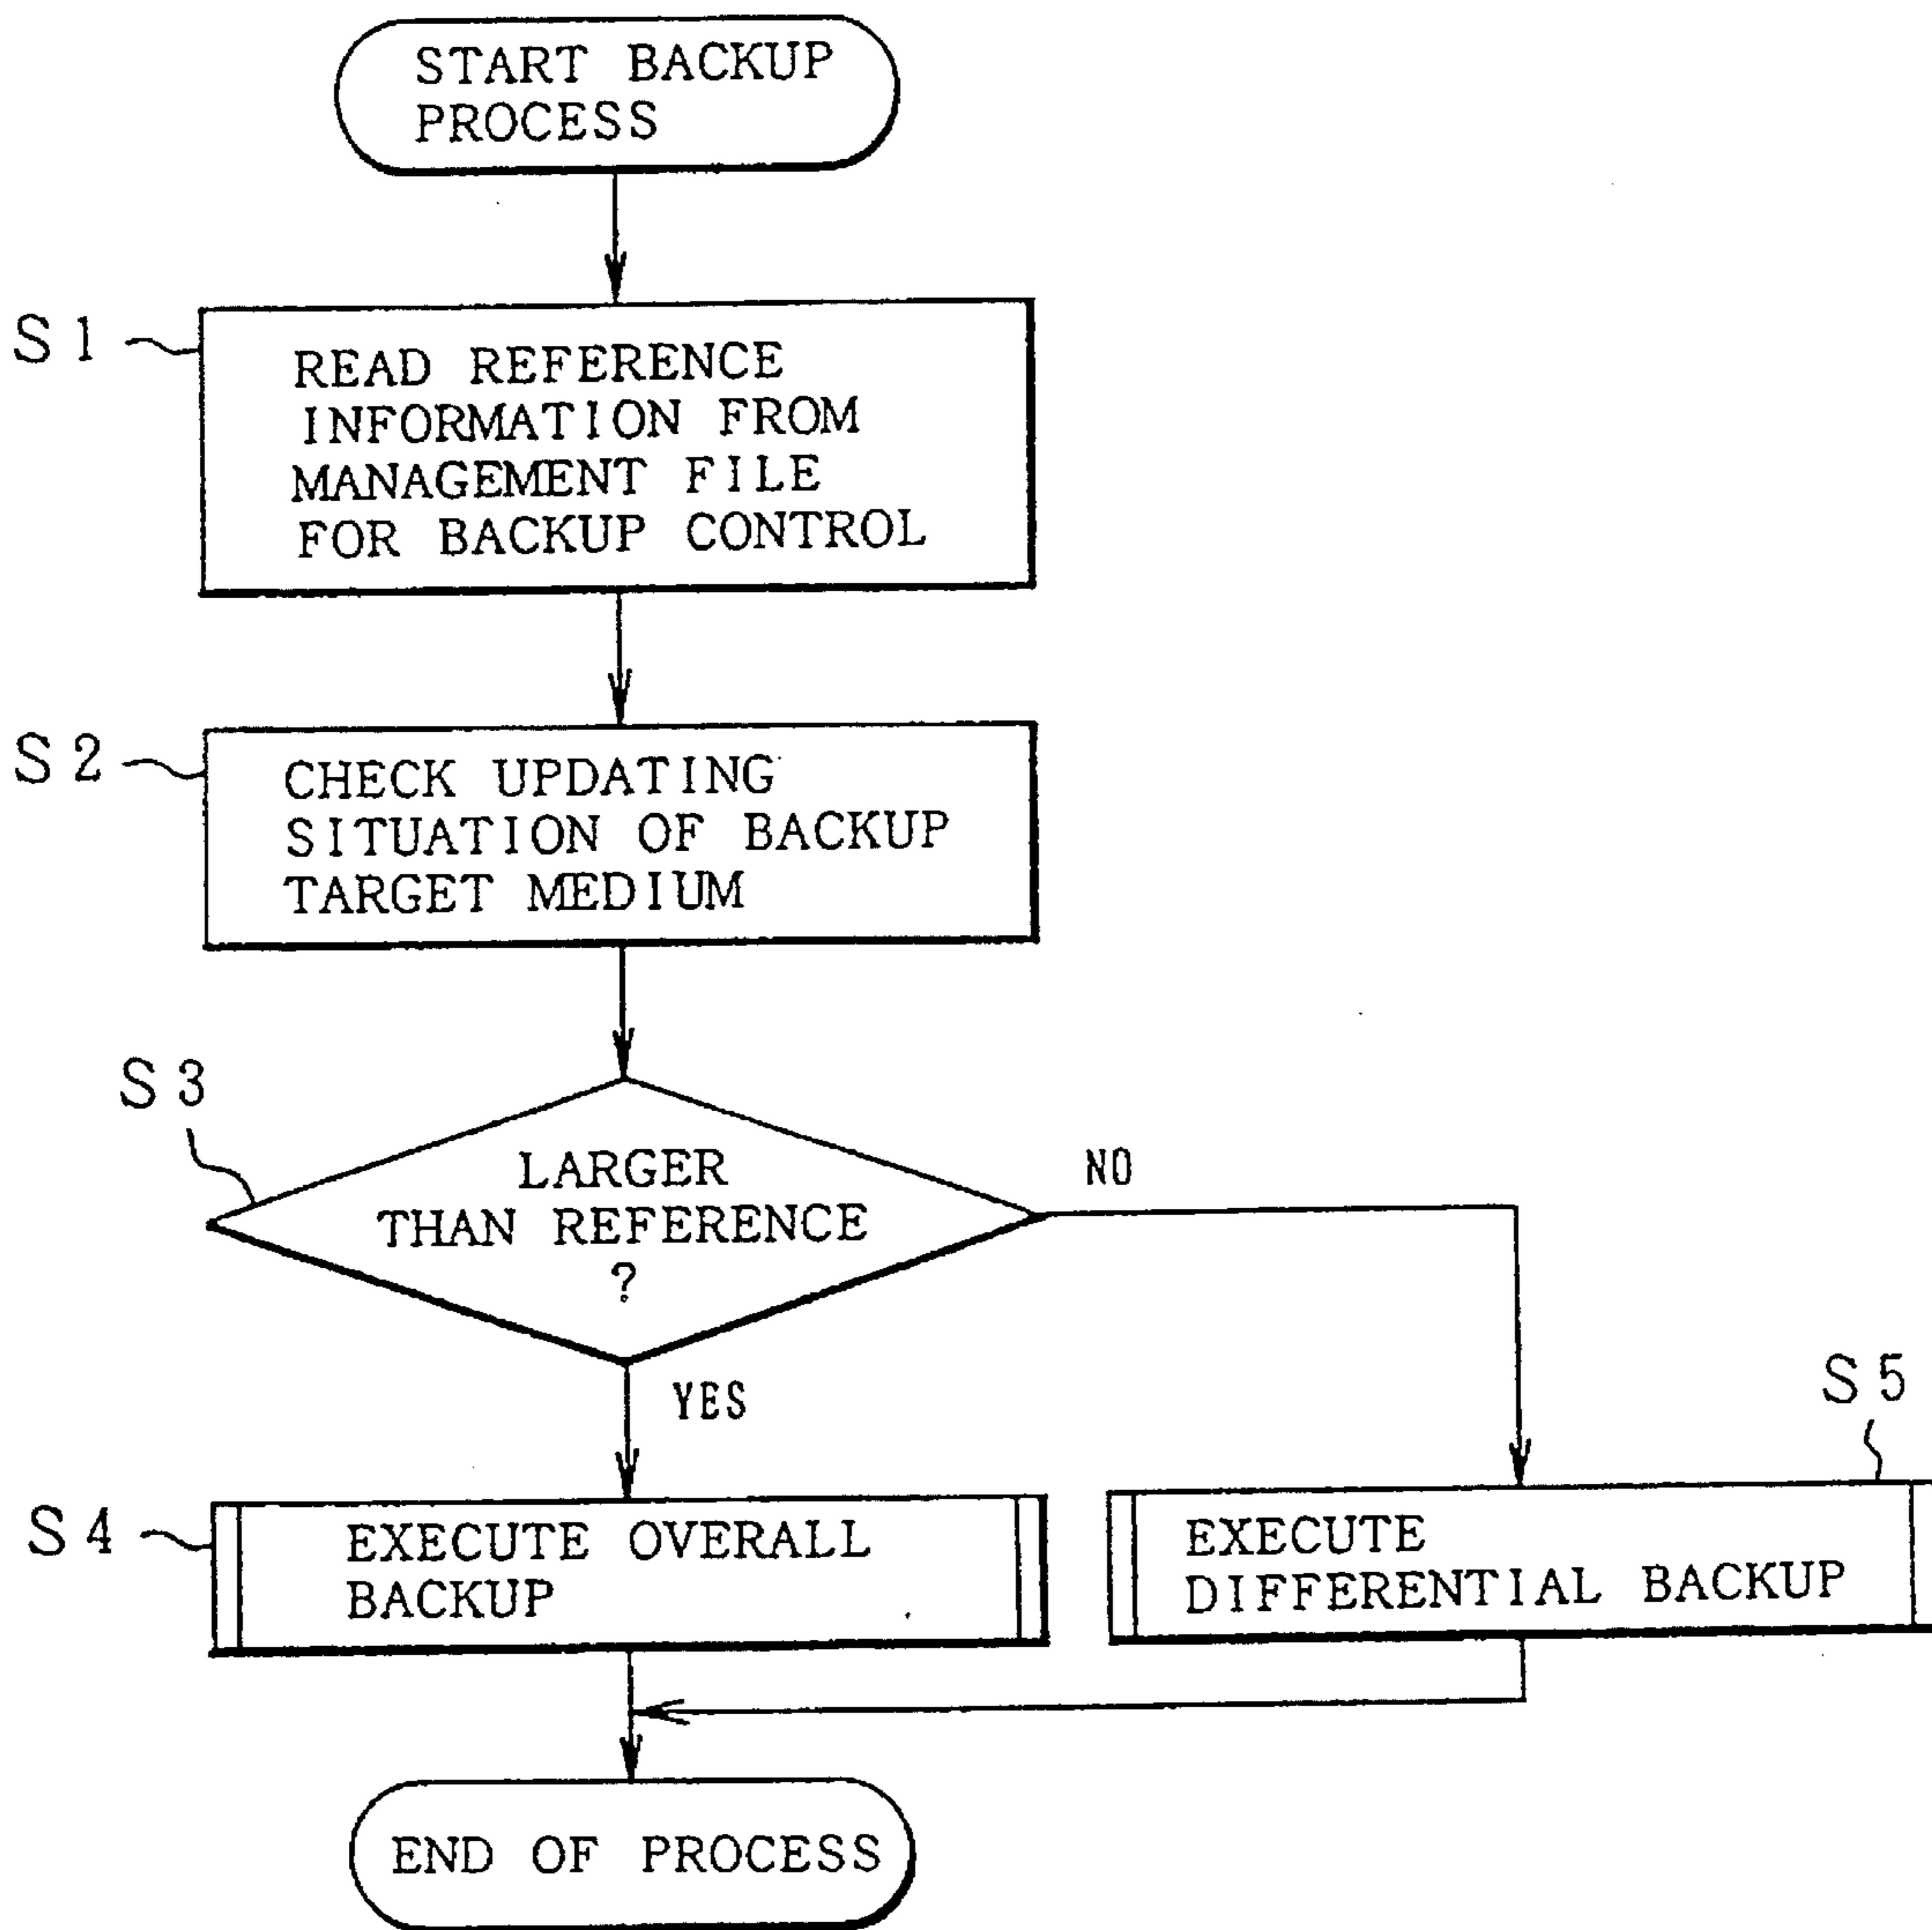 START BACKUP
PROCESS
S1
READ REFERENCE
INFORMATION FROM
MANAGEMENT FILE
FOR BACKUP CONTROL
S2
CHECK UPDATING
SITUATION OF BACKUP
TARGET MEDIUM
S3
LARGER
THAN REFERENCE
?
NO
YES
S4
EXECUTE OVERALL
BACKUP
S5
EXECUTE
DIFFERENTIAL BACKUP
END OF PROCESS